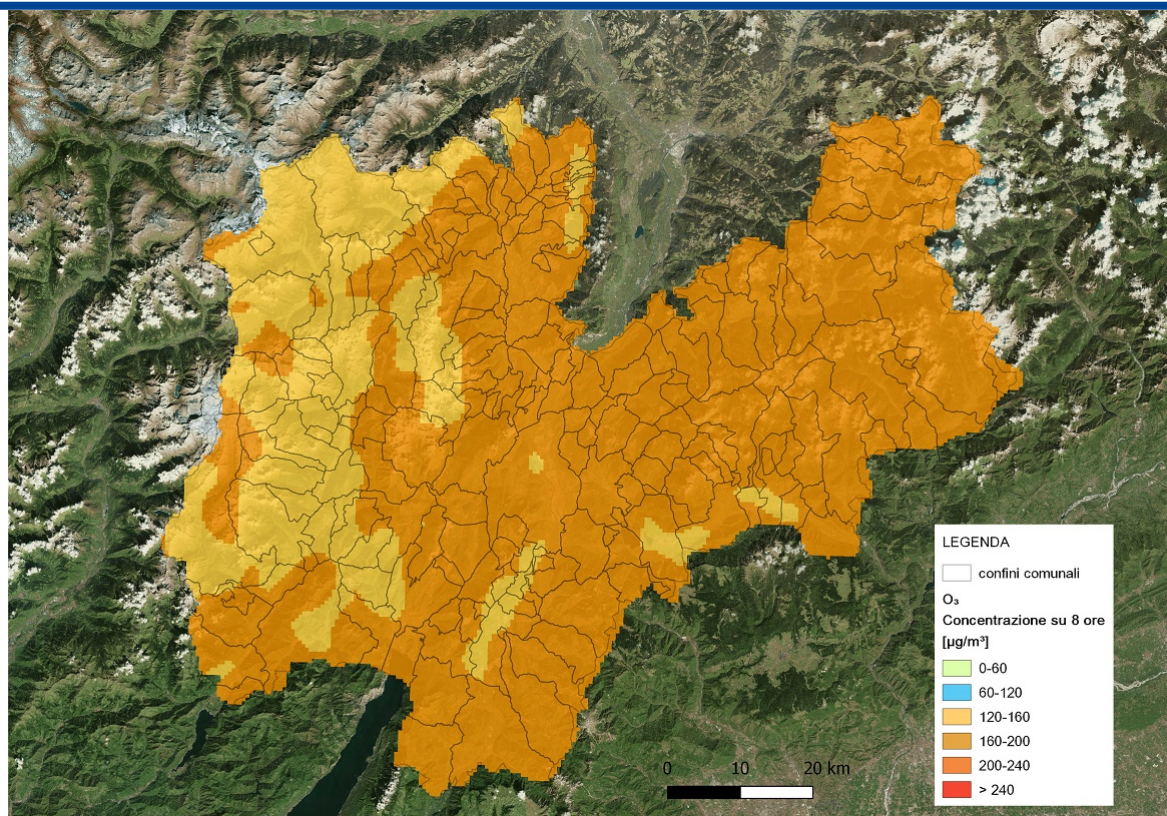 LEGENDA
confini comunali
O₃
Concentrazione su 8 ore
[µg/m³]
0-60
60-120
120-160
160-200
200-240
> 240
0 10 20 km